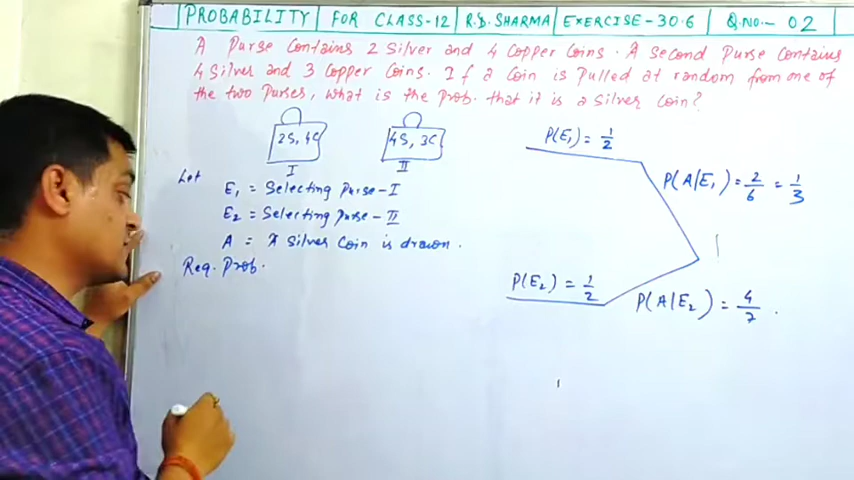 PROBABILITY FOR CLASS-12 R.D. SHARMA EXERCISE-30.6 Q.NO.- 02
A Purse Contains 2 Silver and 4 Copper Coins. A second Purse Contains
4 Silver and 3 Copper Coins. If a Coin is Pulled at random from one of
the two Purses, what is the Prob. that it is a Silver Coin?
2S, 4C 4S, 3C
I II
P(E₁) = 1/2
P(A|E₁) = 2/6 = 1/3
Let
E₁ = Selecting Purse-I
E₂ = Selecting Purse-II
A = A Silver Coin is drawn.
Req. Prob.
P(E₂) = 1/2
P(A|E₂) = 4/7.